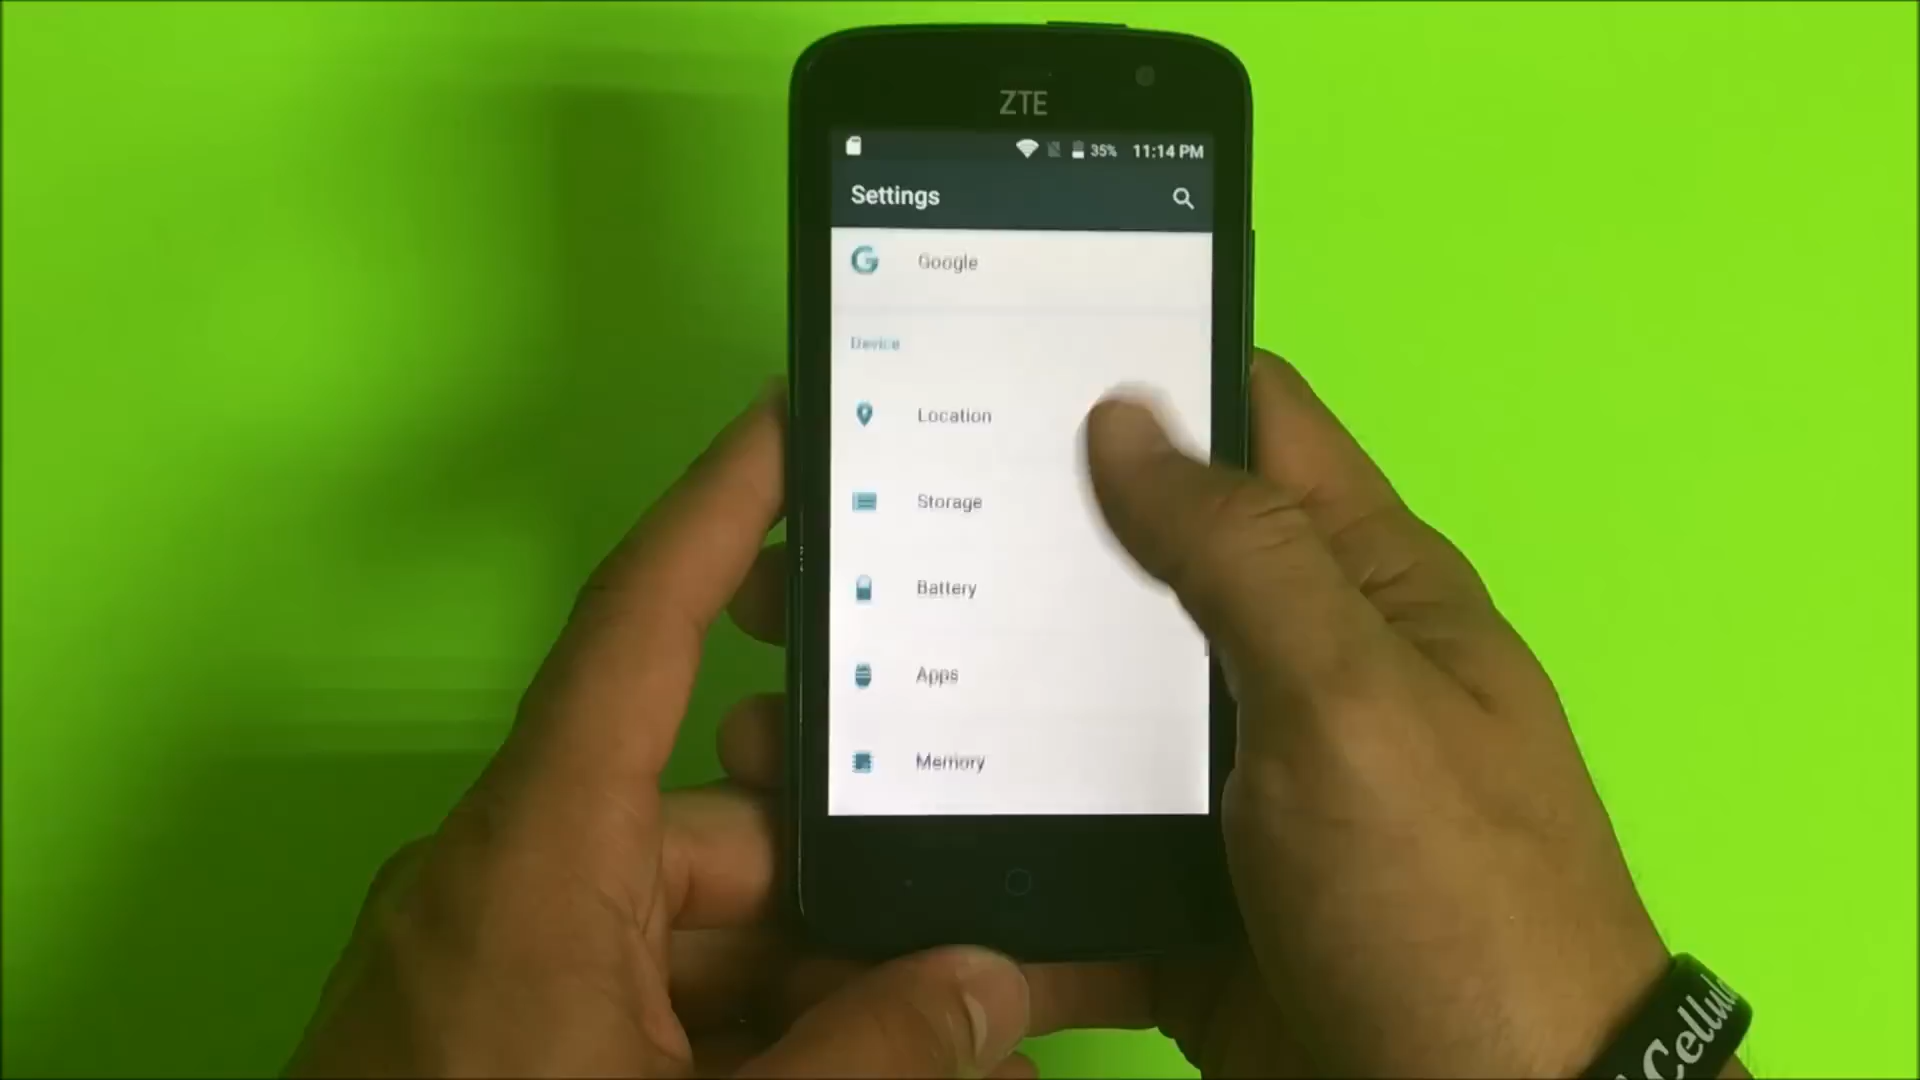 ZTE
35% 11:14 PM
Settings
Google
Device
Location
Storage
Battery
Apps
Memory